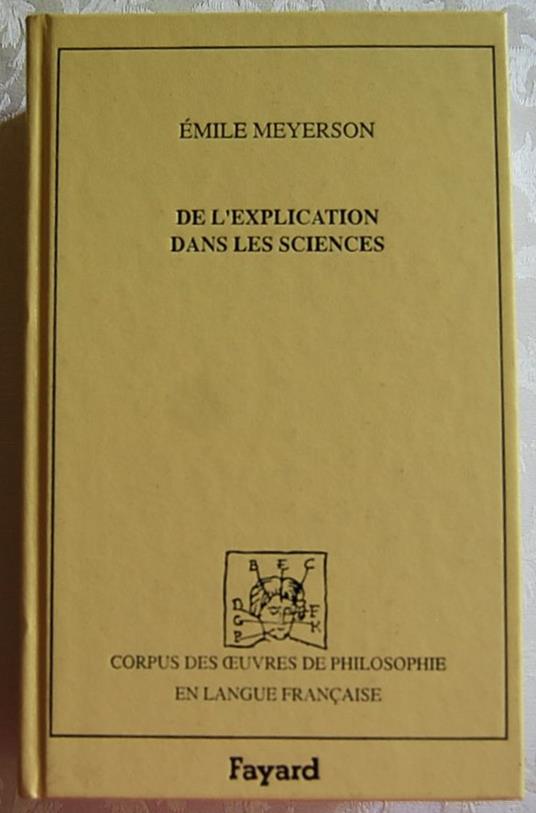 ÉMILE MEYERSON
DE L'EXPLICATION
DANS LES SCIENCES
B E C
D F
G K
P
CORPUS DES ŒUVRES DE PHILOSOPHIE
EN LANGUE FRANÇAISE
Fayard